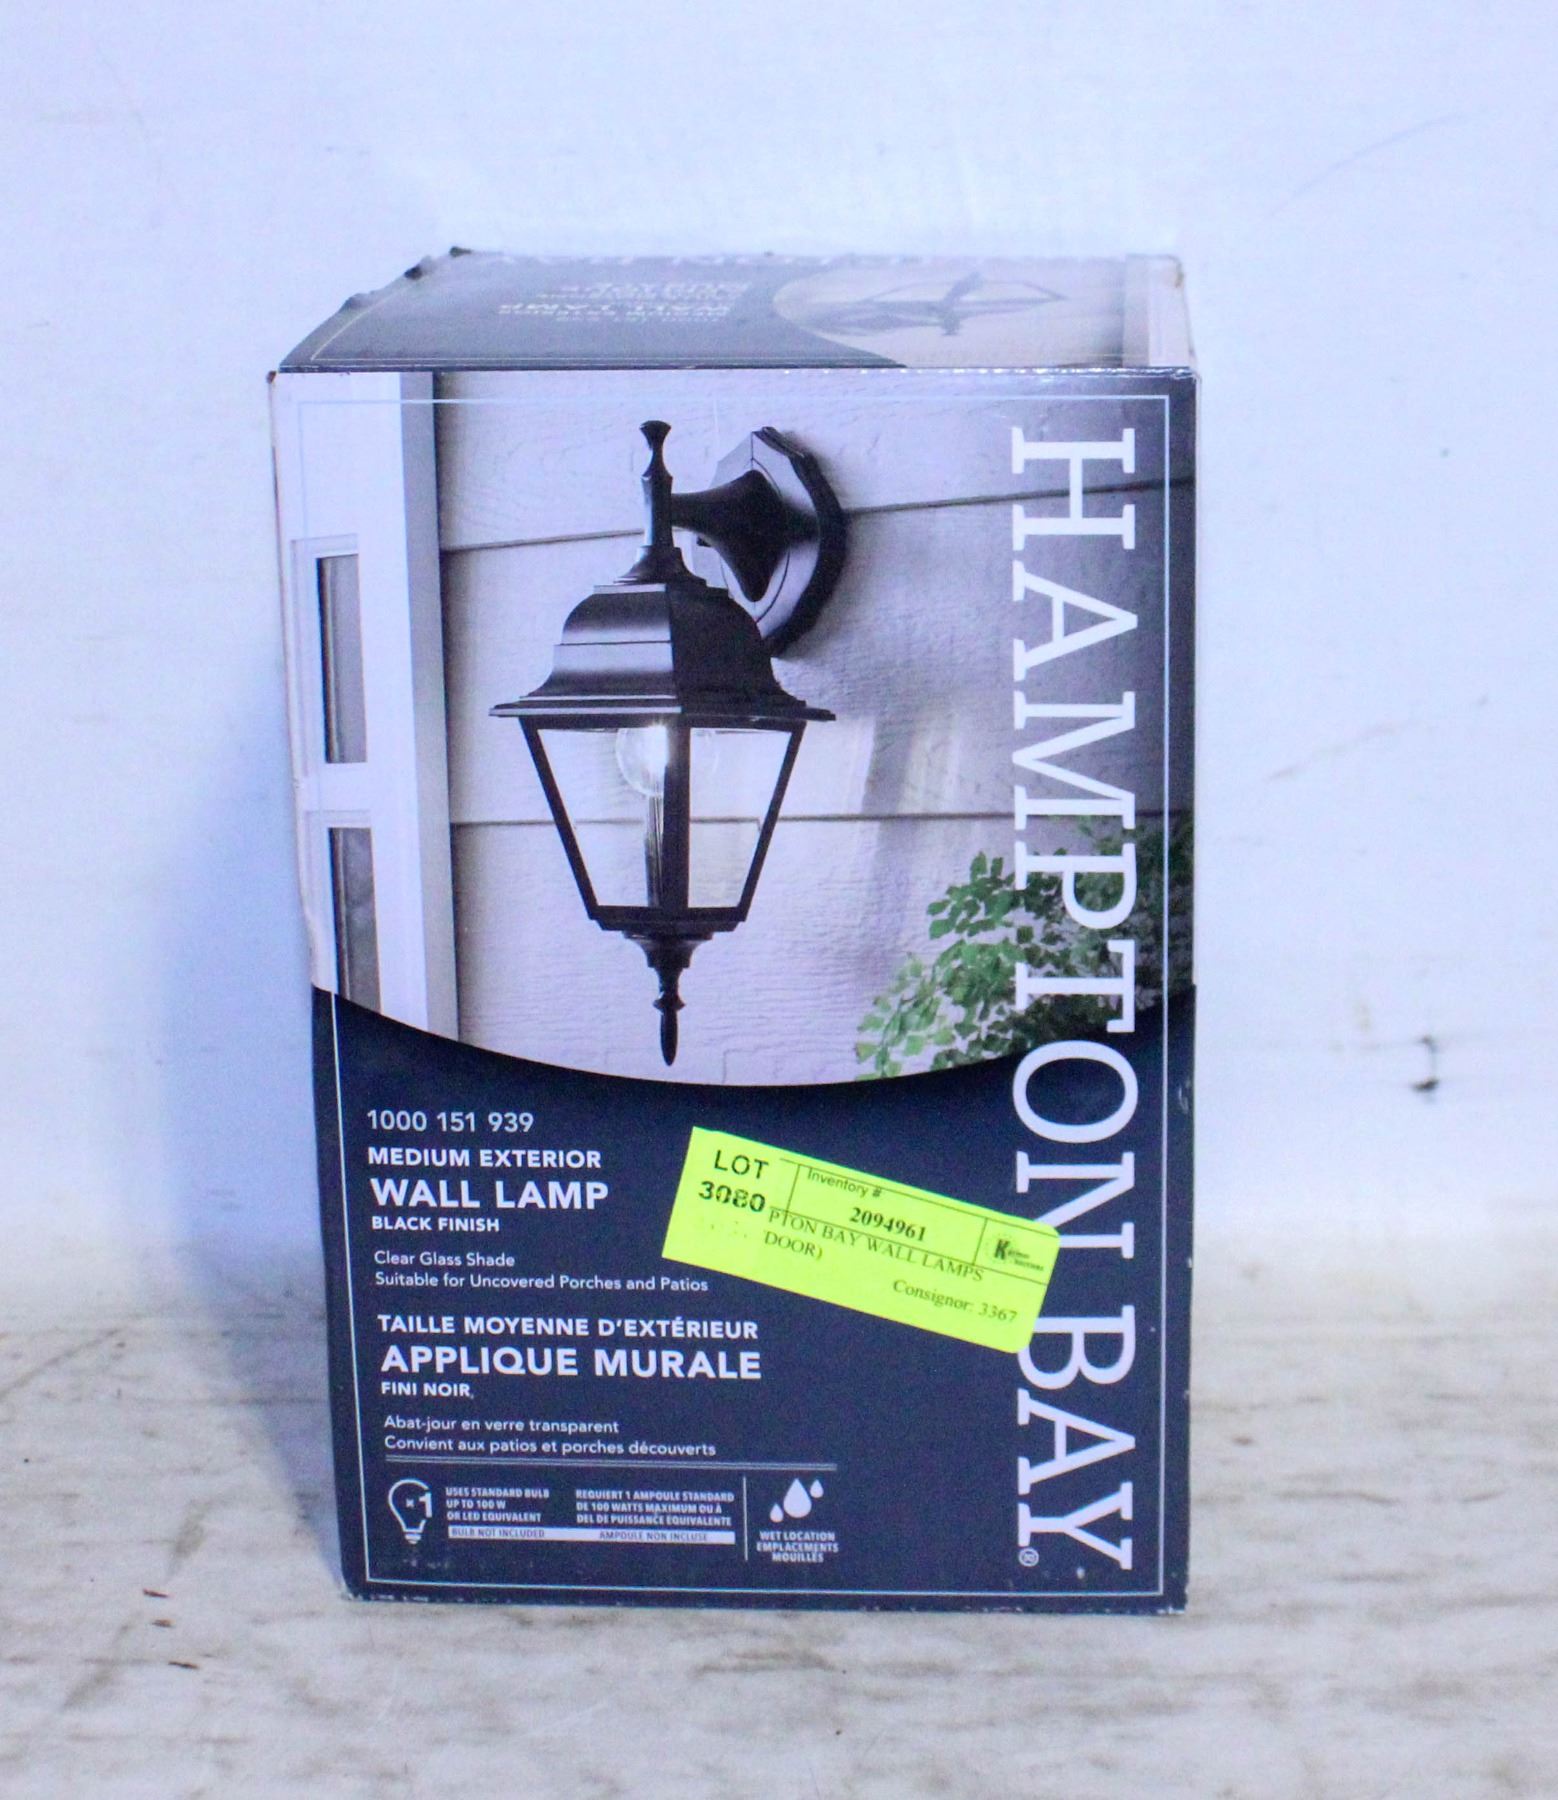 HAMPTON BAY®
1000 151 939
MEDIUM EXTERIOR
WALL LAMP
BLACK FINISH
Clear Glass Shade
Suitable for Uncovered Porches and Patios
TAILLE MOYENNE D'EXTÉRIEUR
APPLIQUE MURALE
FINI NOIR
Abat-jour en verre transparent
Convient aux patios et porches découverts
×1
USES STANDARD BULB
UP TO 100 W
OR LED EQUIVALENT
BULB NOT INCLUDED
REQUIERT 1 AMPOULE STANDARD
DE 100 WATTS MAXIMUM OU À
DEL DE PUISSANCE ÉQUIVALENTE
AMPOULE NON INCLUSE
WET LOCATION
EMPLACEMENTS
MOUILLÉS
LOT
3080
Inventory #
2094961
PTON BAY WALL LAMPS
DOOR)
Consignor: 3367
WALL LAMP